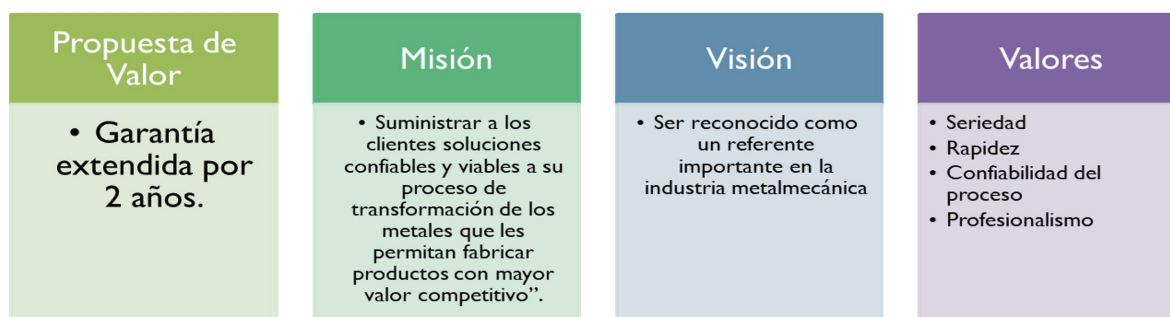 Propuesta de
Valor
• Garantía
extendida por
2 años.
Misión
• Suministrar a los
clientes soluciones
confiables y viables a su
proceso de
transformación de los
metales que les
permitan fabricar
productos con mayor
valor competitivo”.
Visión
• Ser reconocido como
un referente
importante en la
industria metalmecánica
Valores
• Seriedad
• Rapidez
• Confiabilidad del
proceso
• Profesionalismo